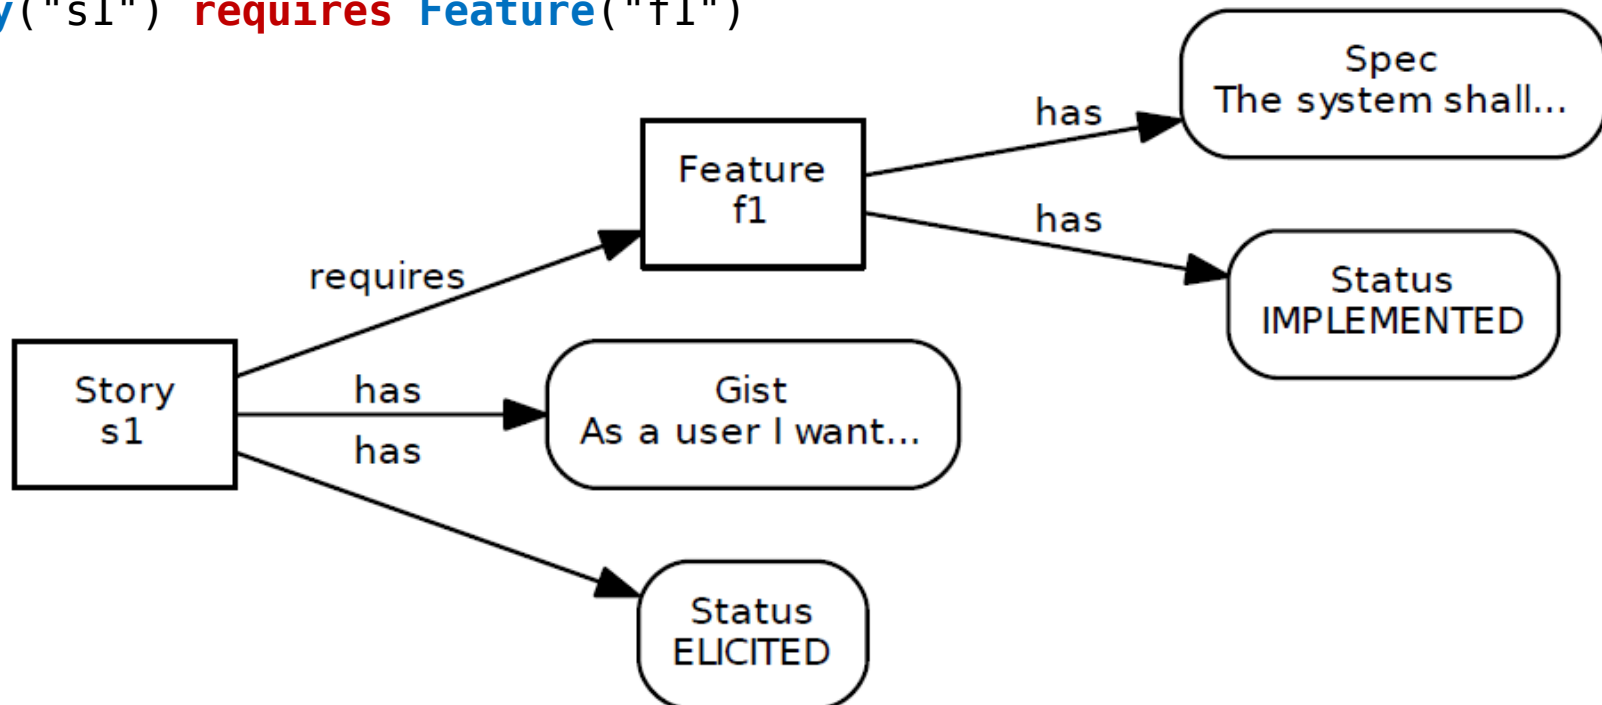 y("s1") requires Feature("f1")
Spec
The system shall...
has
Feature
f1
has
Status
IMPLEMENTED
requires
Story
s1
has
Gist
As a user I want...
has
Status
ELICITED